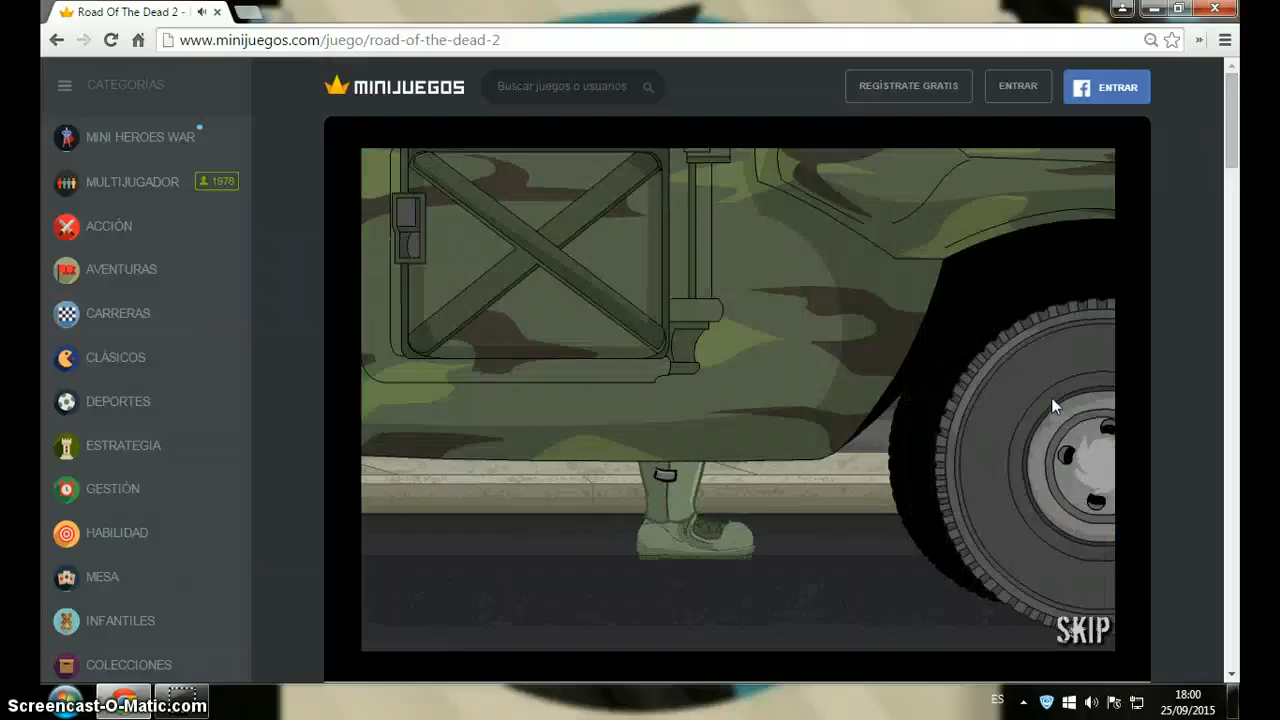 Road Of The Dead 2 -
www.minijuegos.com/juego/road-of-the-dead-2
CATEGORÍAS
MINIJUEGOS
Buscar juegos o usuarios
REGÍSTRATE GRATIS
ENTRAR
ENTRAR
MINI HEROES WAR
MULTIJUGADOR
1978
ACCIÓN
AVENTURAS
CARRERAS
CLÁSICOS
DEPORTES
ESTRATEGIA
GESTIÓN
HABILIDAD
MESA
INFANTILES
COLECCIONES
SKIP
ES
18:00
25/09/2015
Screencast-O-Matic.com